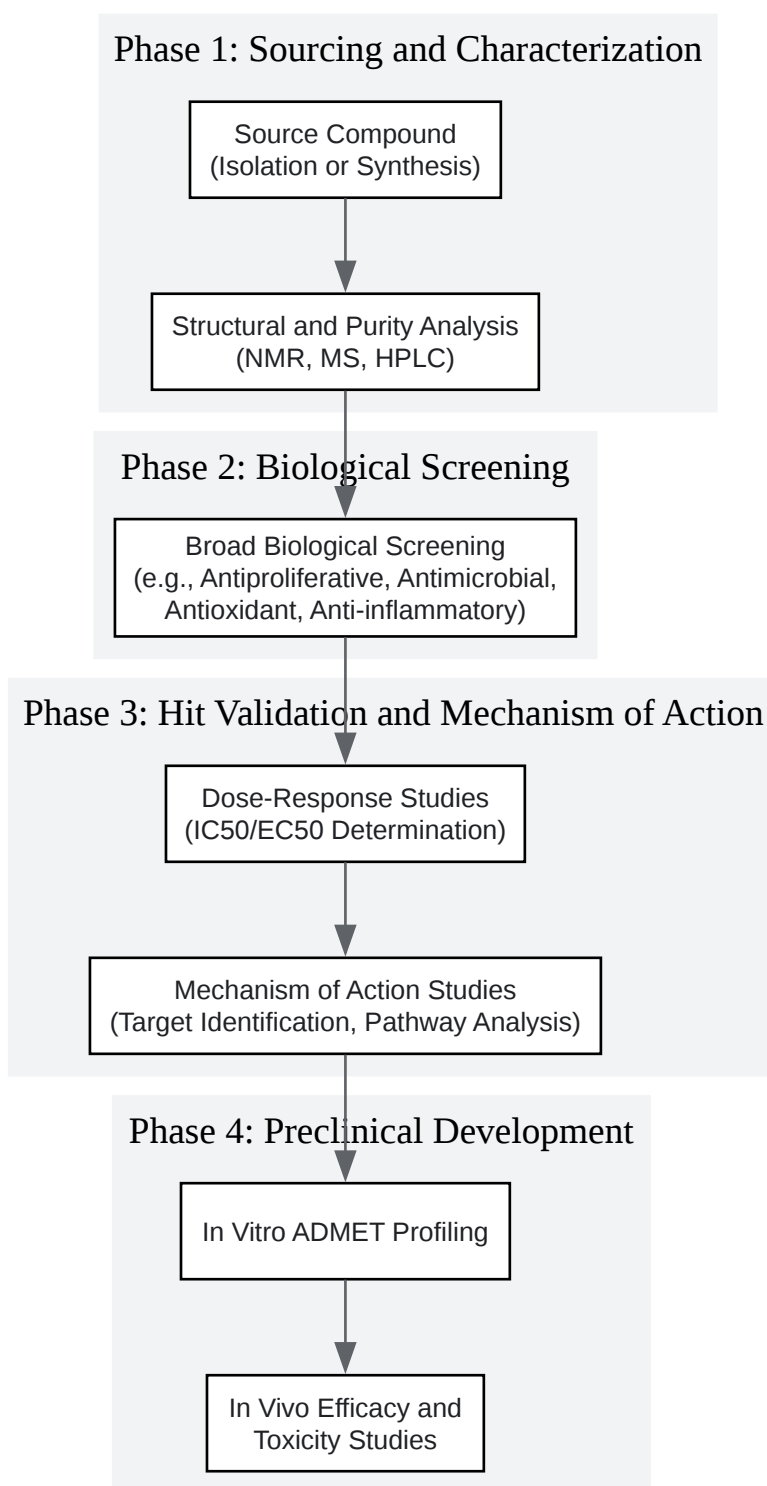 Phase 1: Sourcing and Characterization
Source Compound
(Isolation or Synthesis)
Structural and Purity Analysis
(NMR, MS, HPLC)
Phase 2: Biological Screening
Broad Biological Screening
(e.g., Antiproliferative, Antimicrobial,
Antioxidant, Anti-inflammatory)
Phase 3: Hit Validation and Mechanism of Action
Dose-Response Studies
(IC50/EC50 Determination)
Mechanism of Action Studies
(Target Identification, Pathway Analysis)
Phase 4: Preclinical Development
In Vitro ADMET Profiling
In Vivo Efficacy and
Toxicity Studies